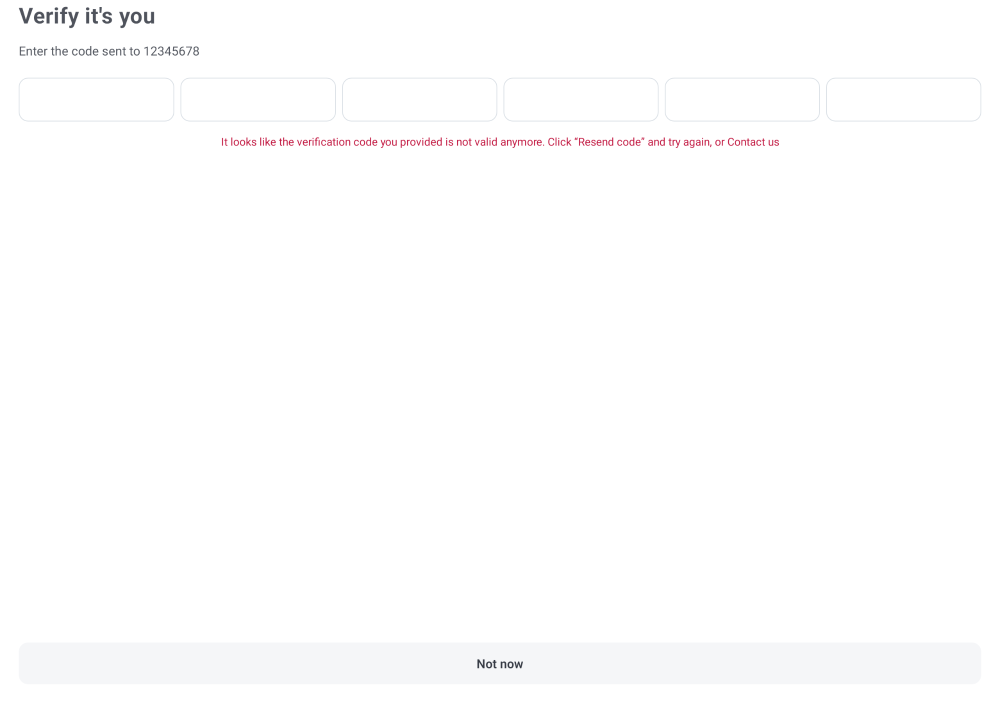 Verify it's you
Enter the code sent to 12345678
It looks like the verification code you provided is not valid anymore. Click “Resend code” and try again, or Contact us
Not now